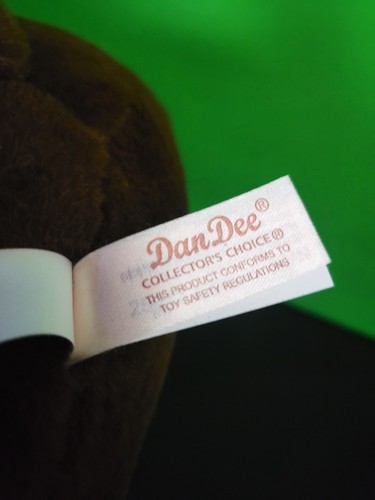 DanDee®
COLLECTOR'S CHOICE®
THIS PRODUCT CONFORMS TO
TOY SAFETY REGULATIONS